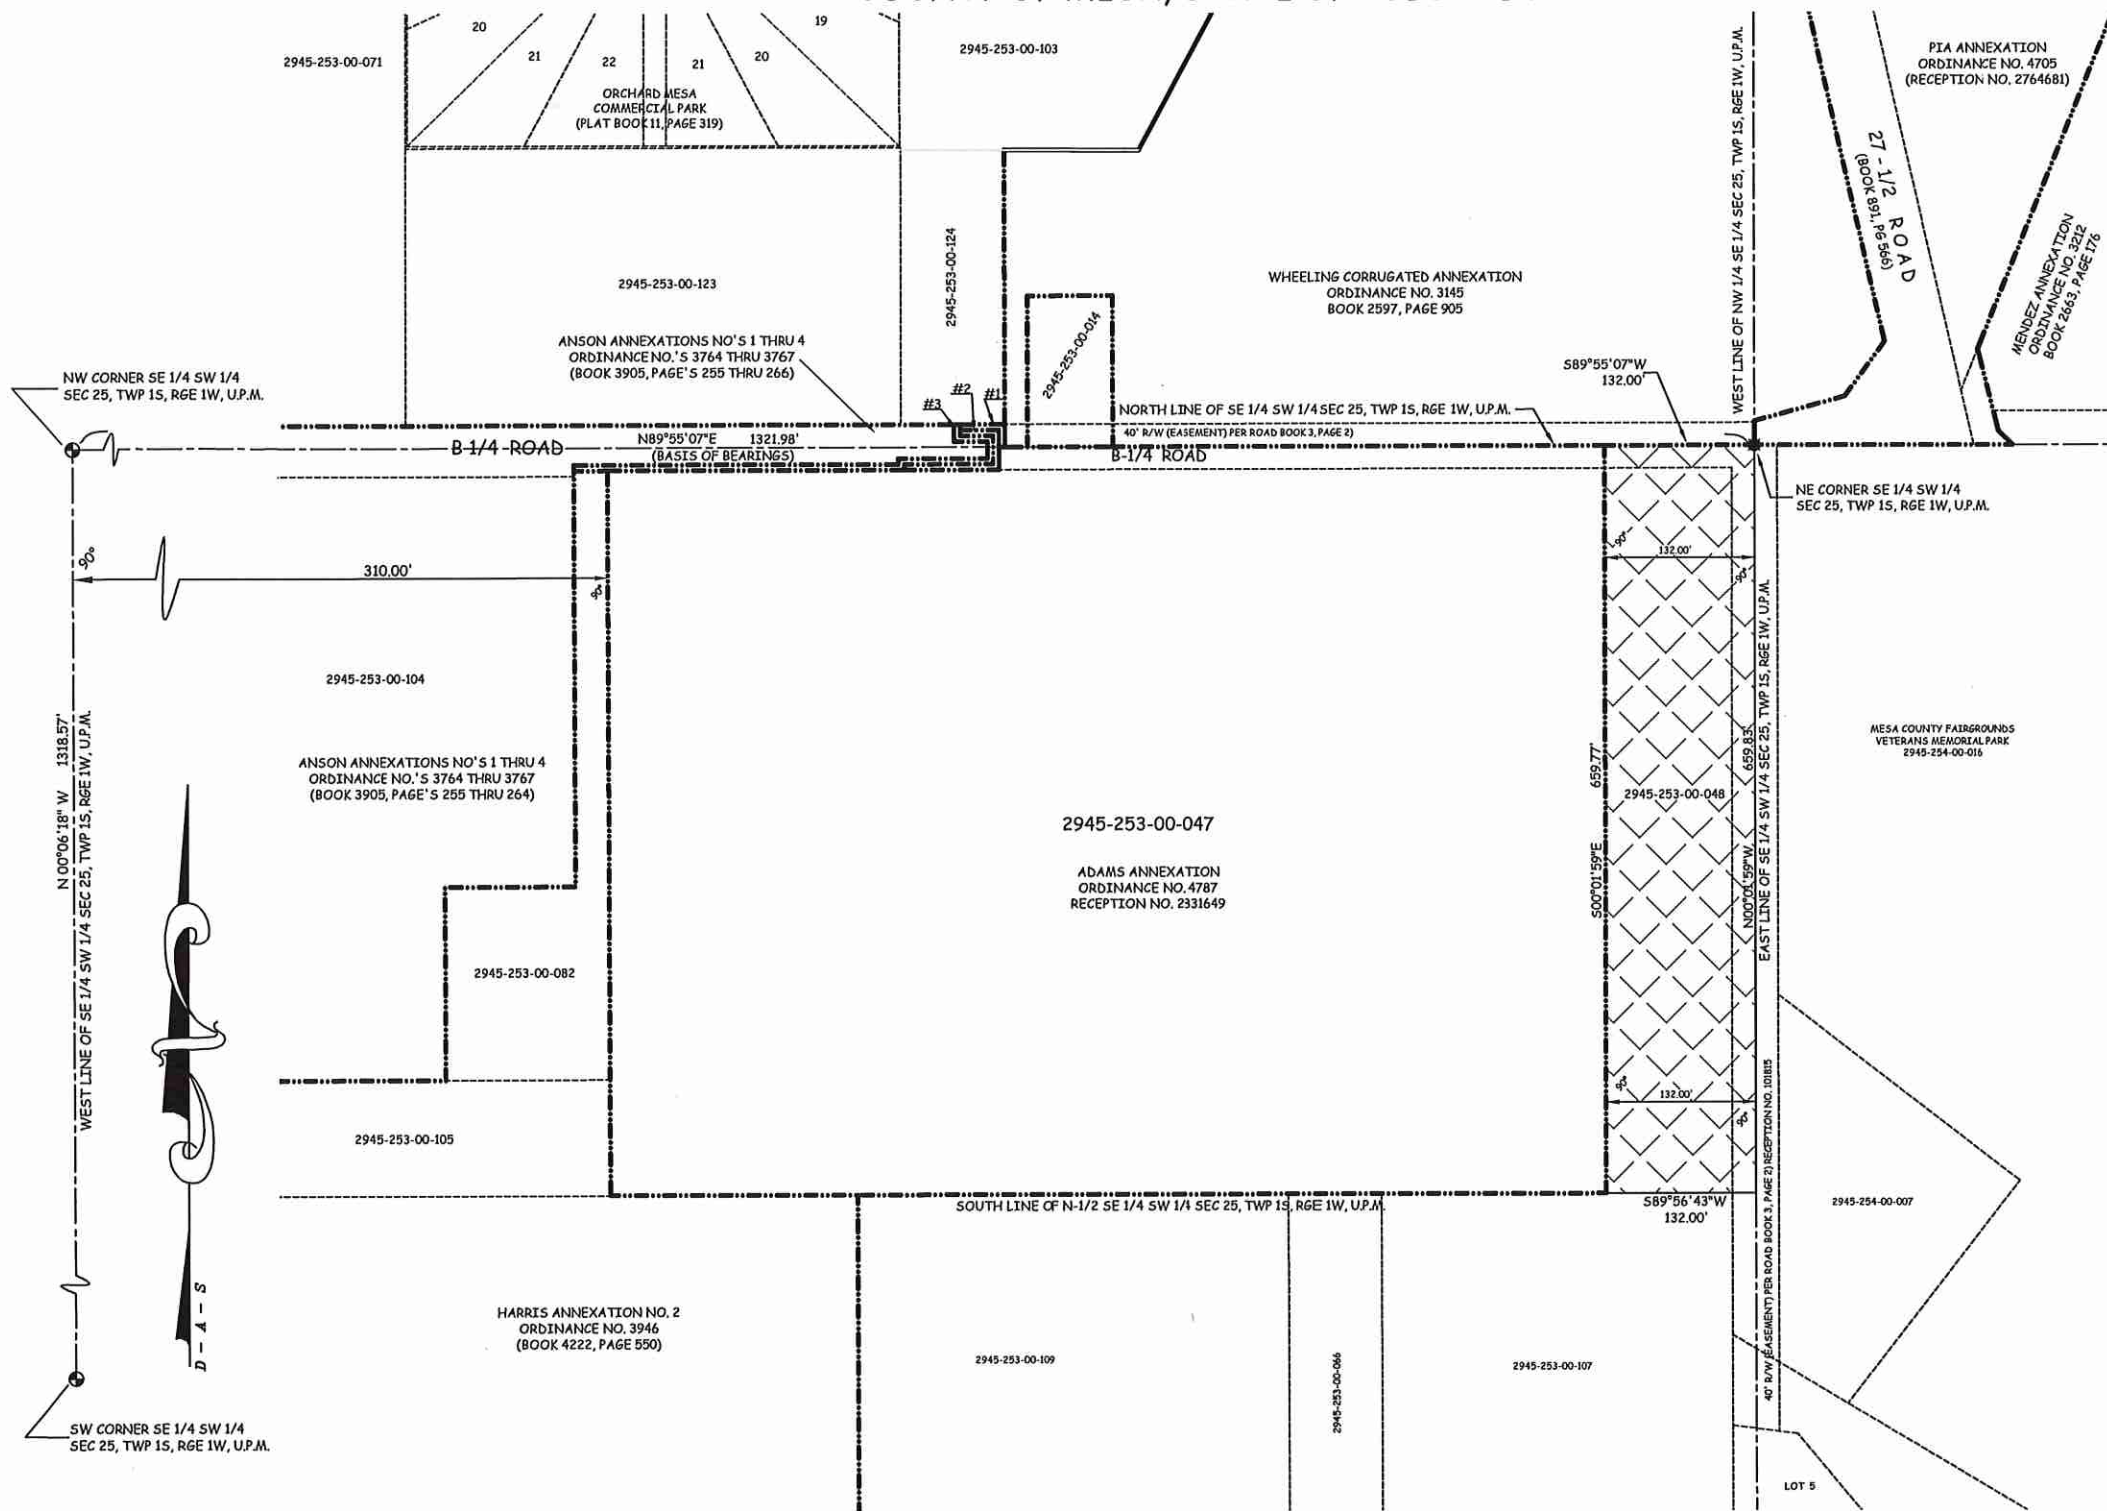 20
19
2945-253-00-071
21
22
21
20
2945-253-00-103
ORCHARD MESA
COMMERCIAL PARK
(PLAT BOOK 11, PAGE 319)
WEST LINE OF NW 1/4 SE 1/4 SEC 25, TWP 1S, RGE 1W, U.P.M.
PIA ANNEXATION
ORDINANCE NO. 4705
(RECEPTION NO. 2764681)
27 - 1/2 ROAD
(BOOK 891, PG 566)
MENDEZ ANNEXATION
ORDINANCE NO. 3212
BOOK 2663, PAGE 176
2945-253-00-123
2945-253-00-124
WHEELING CORRUGATED ANNEXATION
ORDINANCE NO. 3145
BOOK 2597, PAGE 905
2945-253-00-014
ANSON ANNEXATIONS NO'S 1 THRU 4
ORDINANCE NO.'S 3764 THRU 3767
(BOOK 3905, PAGE'S 255 THRU 266)
NW CORNER SE 1/4 SW 1/4
SEC 25, TWP 1S, RGE 1W, U.P.M.
#3
#2
#1
S89°55'07"W
132.00'
NORTH LINE OF SE 1/4 SW 1/4 SEC 25, TWP 1S, RGE 1W, U.P.M.
40' R/W (EASEMENT) PER ROAD BOOK 3, PAGE 2)
B-1/4 ROAD
N89°55'07"E 1321.98'
(BASIS OF BEARINGS)
B-1/4 ROAD
NE CORNER SE 1/4 SW 1/4
SEC 25, TWP 1S, RGE 1W, U.P.M.
90°
310.00'
90°
90°
132.00'
90°
2945-253-00-104
N 00°06'18" W 1318.57'
WEST LINE OF SE 1/4 SW 1/4 SEC 25, TWP 1S, RGE 1W, U.P.M.
ANSON ANNEXATIONS NO'S 1 THRU 4
ORDINANCE NO.'S 3764 THRU 3767
(BOOK 3905, PAGE'S 255 THRU 264)
2945-253-00-047
ADAMS ANNEXATION
ORDINANCE NO. 4787
RECEPTION NO. 2331649
S00°01'59"E 659.77'
2945-253-00-048
N00°01'59"W 659.83'
EAST LINE OF SE 1/4 SW 1/4 SEC 25, TWP 1S, RGE 1W, U.P.M.
MESA COUNTY FAIRGROUNDS
VETERANS MEMORIAL PARK
2945-254-00-016
2945-253-00-082
90°
132.00'
90°
2945-253-00-105
SOUTH LINE OF N-1/2 SE 1/4 SW 1/4 SEC 25, TWP 1S, RGE 1W, U.P.M.
S89°56'43"W
132.00'
40' R/W (EASEMENT) PER ROAD BOOK 3, PAGE 2) RECEPTION NO. 101815
2945-254-00-007
D - A - S
HARRIS ANNEXATION NO. 2
ORDINANCE NO. 3946
(BOOK 4222, PAGE 550)
2945-253-00-109
2945-253-00-066
2945-253-00-107
SW CORNER SE 1/4 SW 1/4
SEC 25, TWP 1S, RGE 1W, U.P.M.
LOT 5